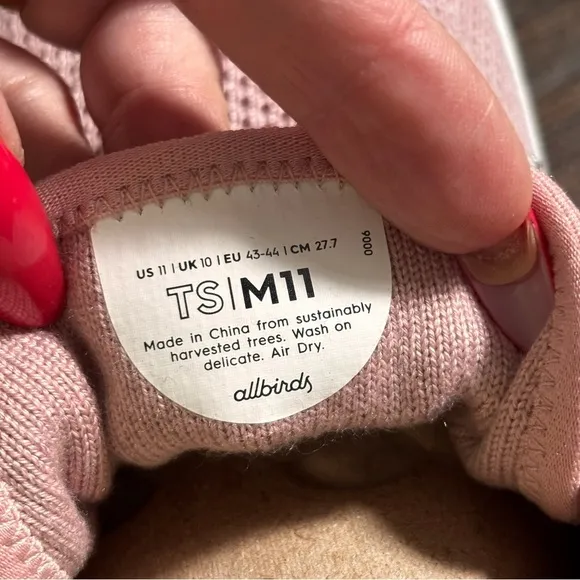 US 11 | UK 10 | EU 43-44 | CM 27.7
0006
TS|M11
Made in China from sustainably
harvested trees. Wash on
delicate. Air Dry.
allbirds